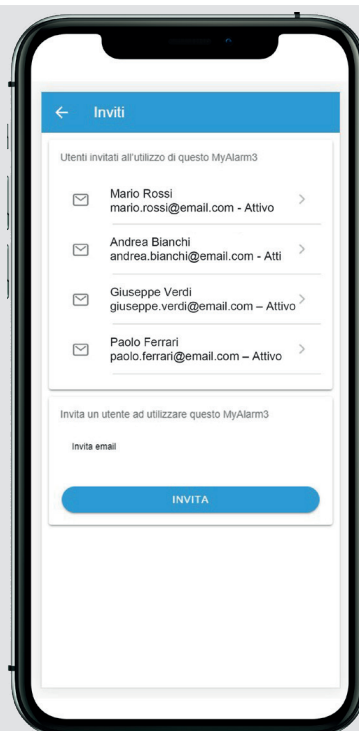 Inviti
Utenti invitati all'utilizzo di questo MyAlarm3
Mario Rossi
mario.rossi@email.com - Attivo
Andrea Bianchi
andrea.bianchi@email.com - Atti
Giuseppe Verdi
giuseppe.verdi@email.com – Attivo
Paolo Ferrari
paolo.ferrari@email.com – Attivo
Invita un utente ad utilizzare questo MyAlarm3
Invita email
INVITA